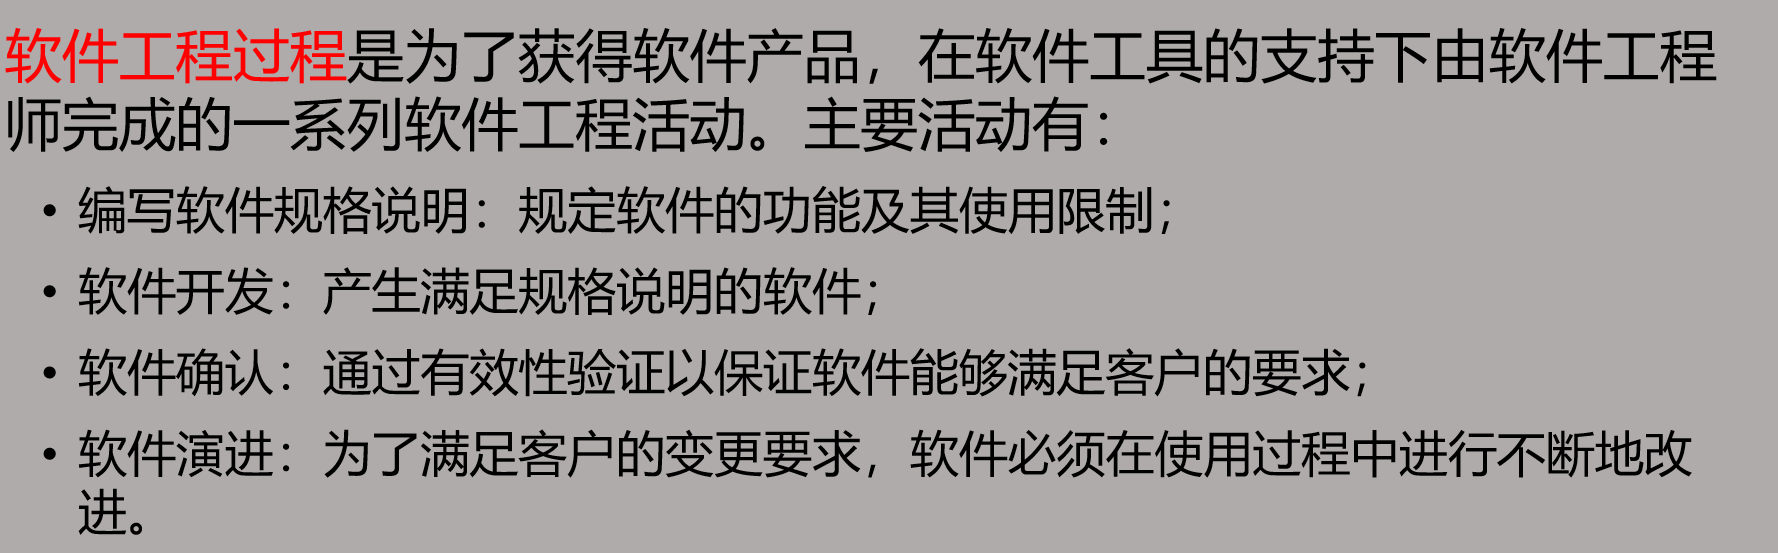 软件工程过程是为了获得软件产品，在软件工具的支持下由软件工程
师完成的一系列软件工程活动。主要活动有：
• 编写软件规格说明：规定软件的功能及其使用限制；
• 软件开发：产生满足规格说明的软件；
• 软件确认：通过有效性验证以保证软件能够满足客户的要求；
• 软件演进：为了满足客户的变更要求，软件必须在使用过程中进行不断地改
进。